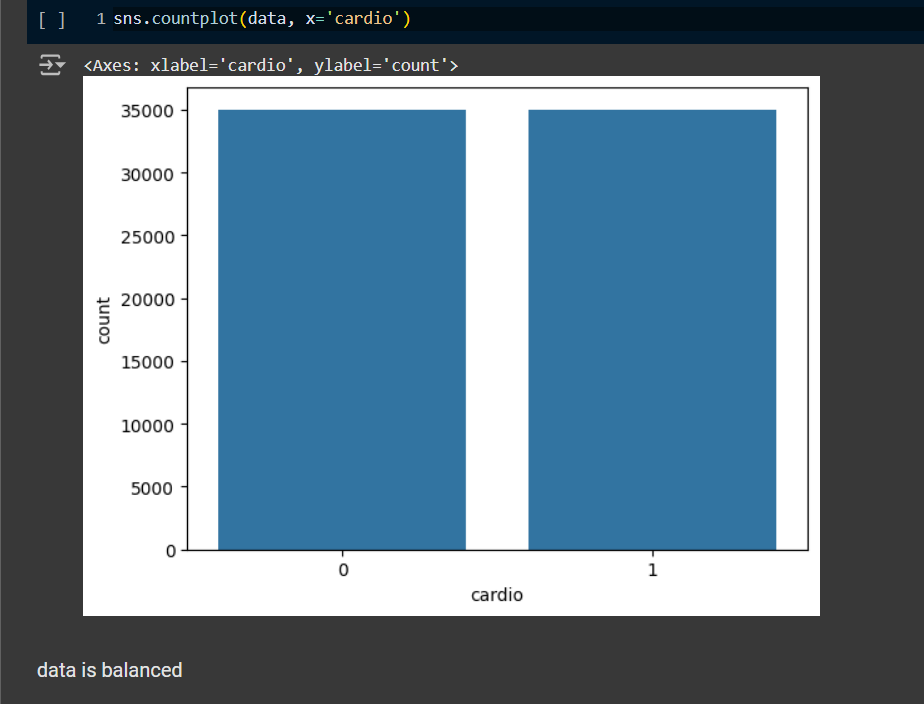 [ ] 1 sns.countplot(data, x='cardio')
<Axes: xlabel='cardio', ylabel='count'>
35000
30000
25000
20000
15000
10000
5000
0
count
0 1
cardio
data is balanced